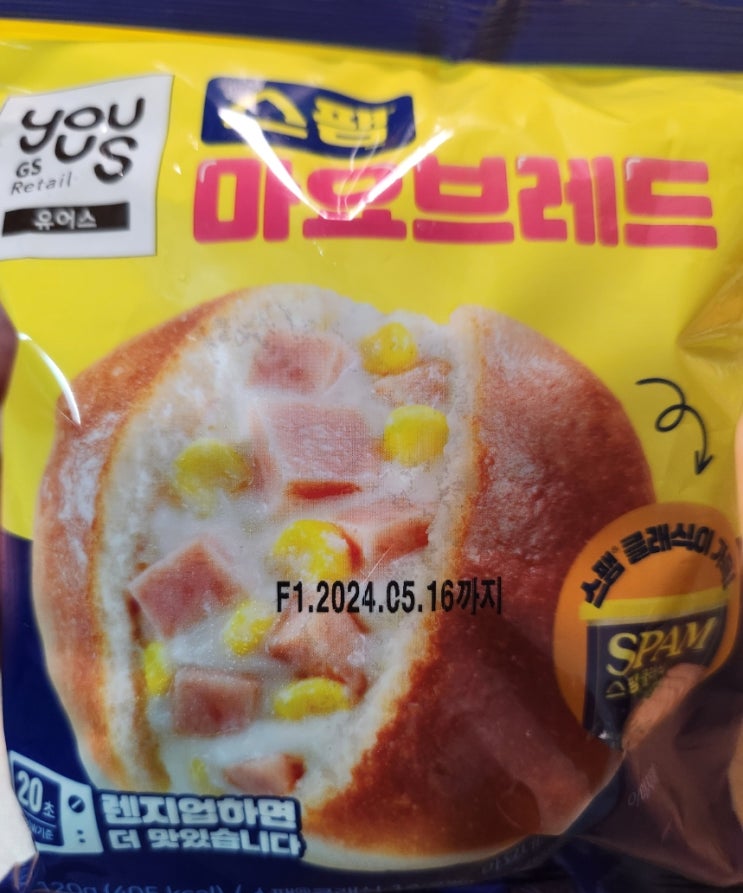 YOU
US
GS
Retail
유어스
스팸
마요브레드
스팸® 클래식이
SPAM
F1.2024.05.16까지
20초
렌지업하면
더 맛있습니다